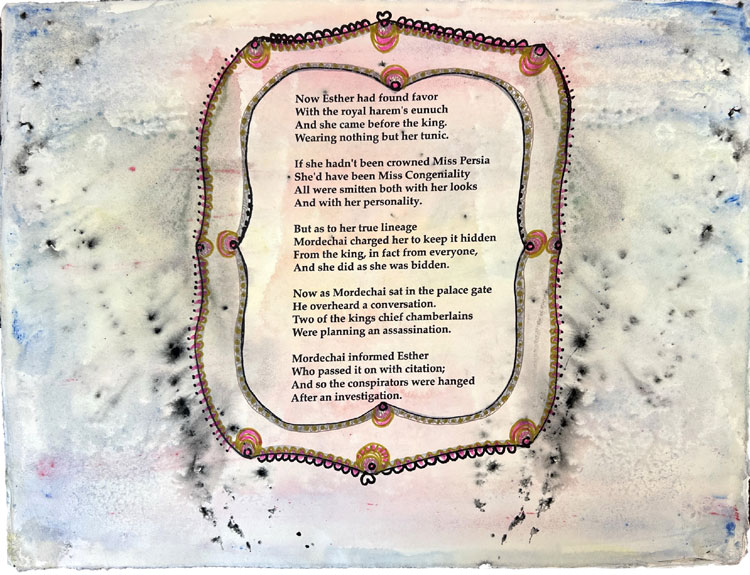 Now Esther had found favor
With the royal harem's eunuch
And she came before the king.
Wearing nothing but her tunic.
If she hadn't been crowned Miss Persia
She'd have been Miss Congeniality
All were smitten both with her looks
And with her personality.
But as to her true lineage
Mordechai charged her to keep it hidden
From the king, in fact from everyone,
And she did as she was bidden.
Now as Mordechai sat in the palace gate
He overheard a conversation.
Two of the kings chief chamberlains
Were planning an assassination.
Mordechai informed Esther
Who passed it on with citation;
And so the conspirators were hanged
After an investigation.